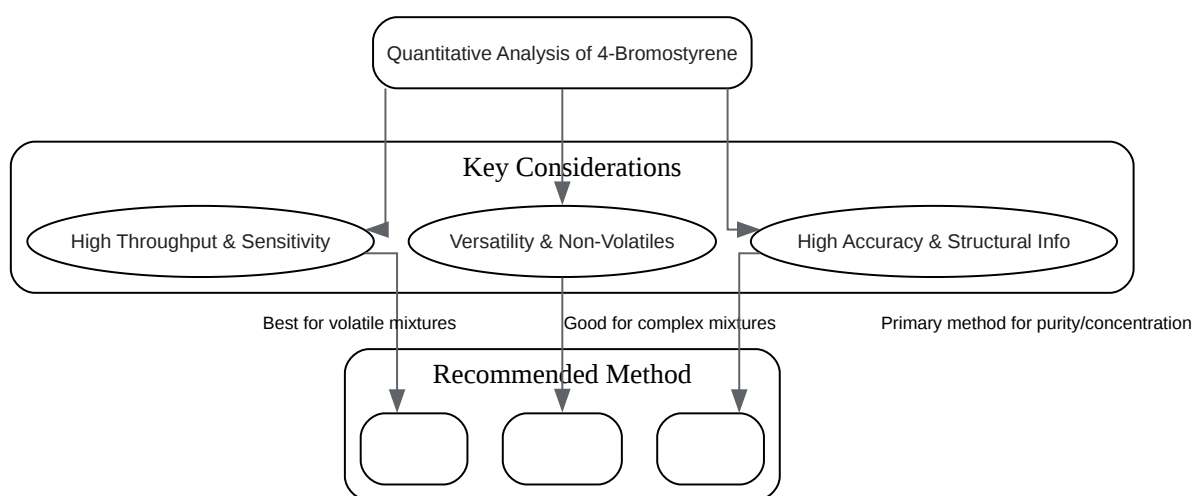 Quantitative Analysis of 4-Bromostyrene
Key Considerations
High Throughput & Sensitivity
Versatility & Non-Volatiles
High Accuracy & Structural Info
Best for volatile mixtures
Good for complex mixtures
Primary method for purity/concentration
Recommended Method